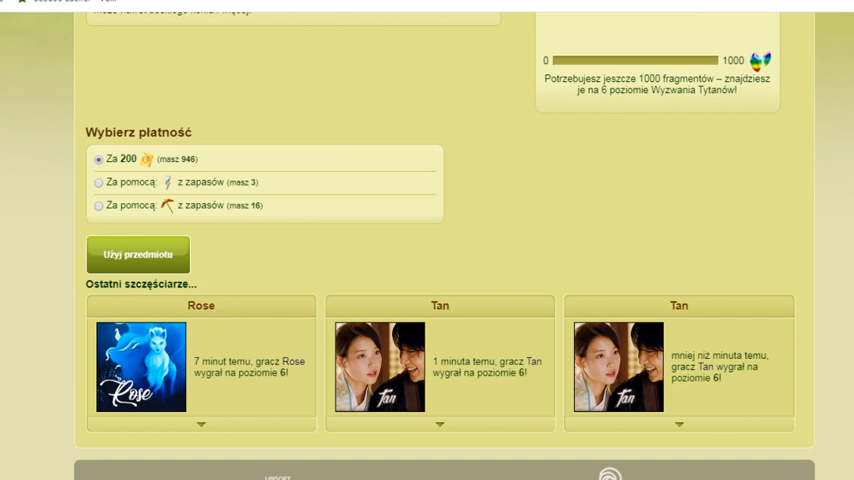 0
1000
Potrzebujesz jeszcze 1000 fragmentów – znajdziesz
je na 6 poziomie Wyzwania Tytanów!
Wybierz płatność
Za 200 (masz 946)
Za pomocą: z zapasów (masz 3)
Za pomocą: z zapasów (masz 16)
Użyj przedmiotu
Ostatni szczęściarze...
Rose
Rose
7 minut temu, gracz Rose
wygrał na poziomie 6!
Tan
Tan
1 minuta temu, gracz Tan
wygrał na poziomie 6!
Tan
Tan
mniej niż minuta temu,
gracz Tan wygrał na
poziomie 6!